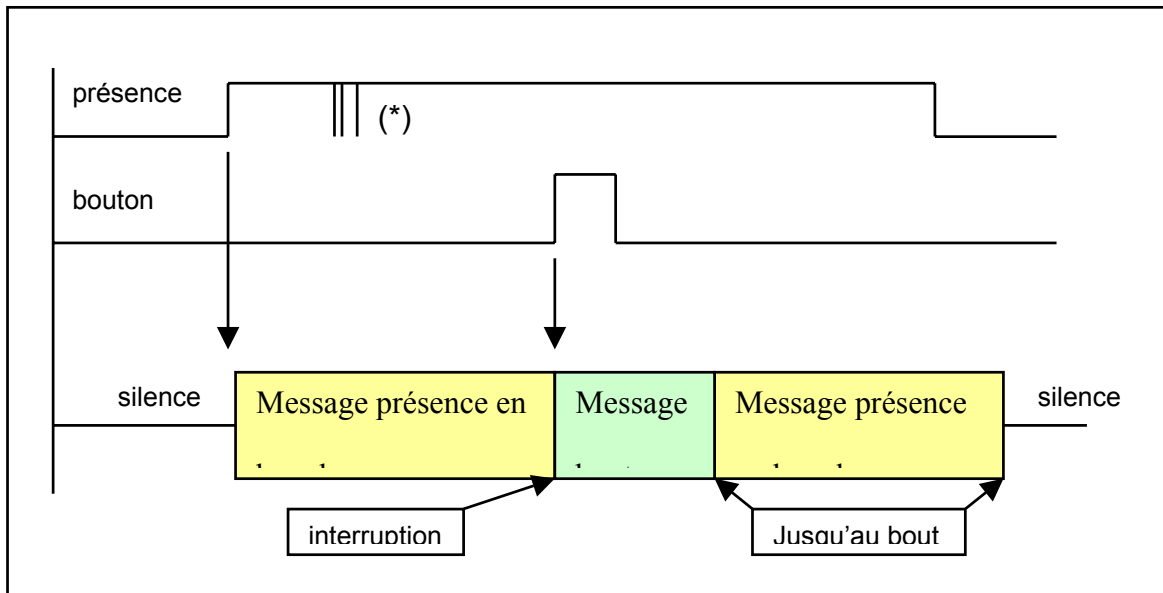 présence
(*)
bouton
silence
Message présence en
Message
Message présence
silence
interruption
Jusqu'au bout